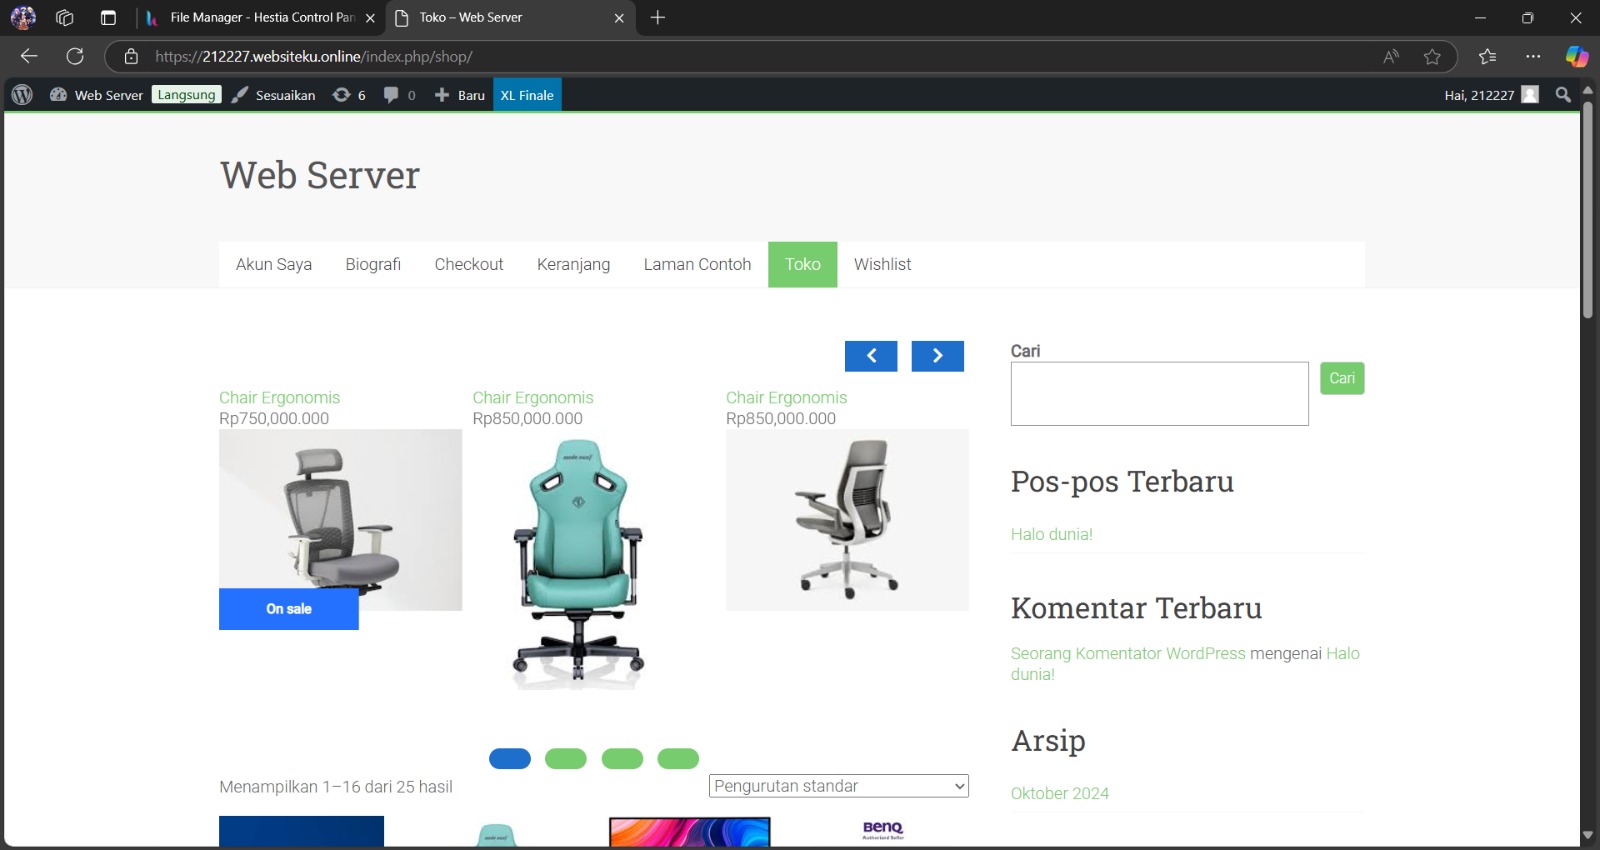 File Manager - Hestia Control Pan
Toko – Web Server
https://212227.websiteku.online/index.php/shop/
Web Server
Langsung
Sesuaikan
6
0
Baru
XL Finale
Hai, 212227
Web Server
Akun Saya
Biografi
Checkout
Keranjang
Laman Contoh
Toko
Wishlist
Chair Ergonomis
Rp750,000.000
On sale
Chair Ergonomis
Rp850,000.000
Chair Ergonomis
Rp850,000.000
Menampilkan 1–16 dari 25 hasil
Pengurutan standar
BENQ
Authorized Seller
Cari
Cari
Pos-pos Terbaru
Halo dunia!
Komentar Terbaru
Seorang Komentator WordPress mengenai Halo
dunia!
Arsip
Oktober 2024